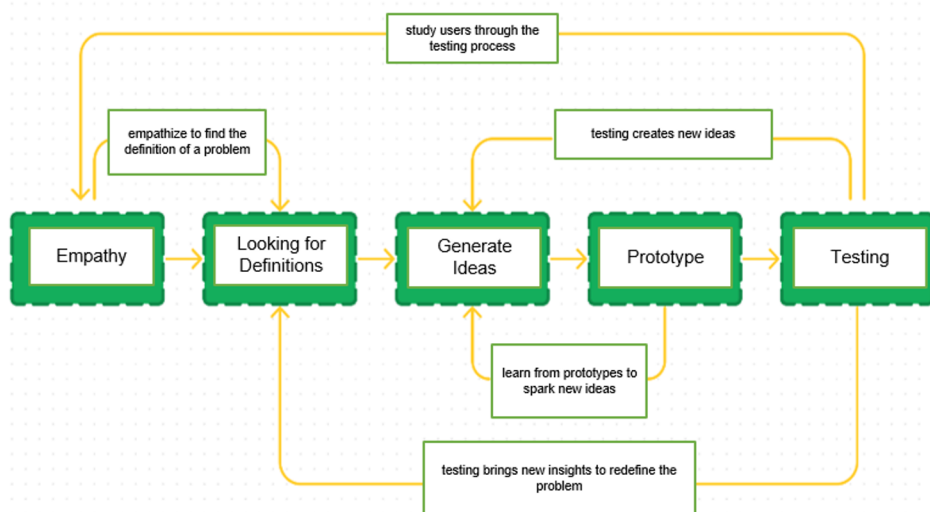 study users through the
testing process
empathize to find the
definition of a problem
testing creates new ideas
Empathy
Looking for
Definitions
Generate
Ideas
Prototype
Testing
learn from prototypes to
spark new ideas
testing brings new insights to redefine the
problem